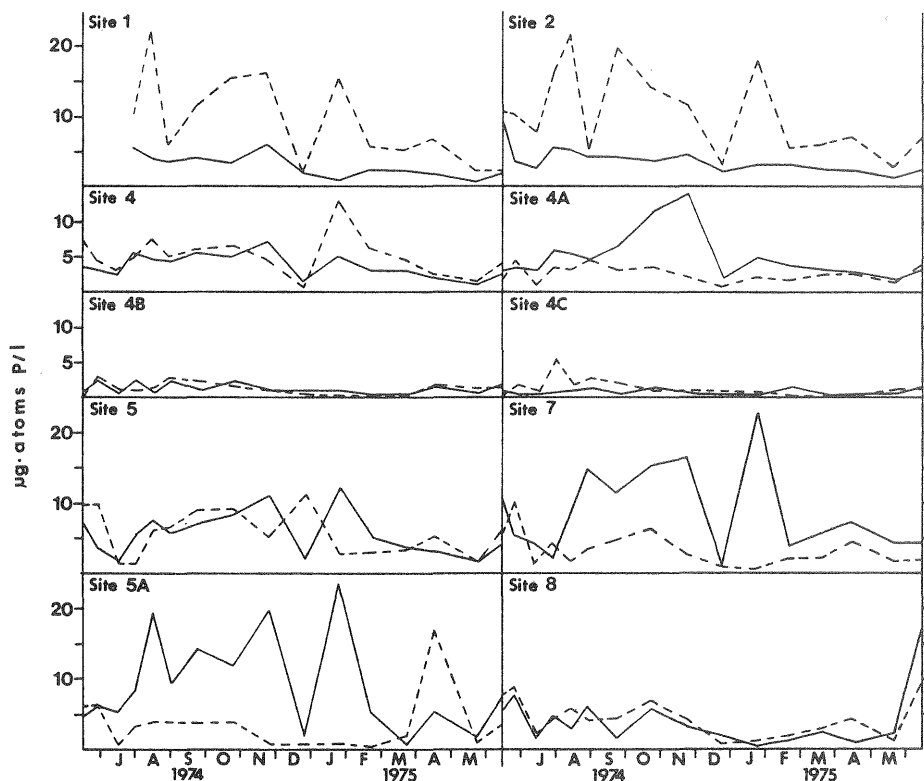 Site 1
Site 2
20
10
Site 4
Site 4A
10
5
Site 4B
Site 4C
10
5
µg·atoms P/l
Site 5
Site 7
20
10
Site 5A
Site 8
20
10
J A S O N D J F M A M
J A S O N D J F M A M
1974 1975
1974 1975